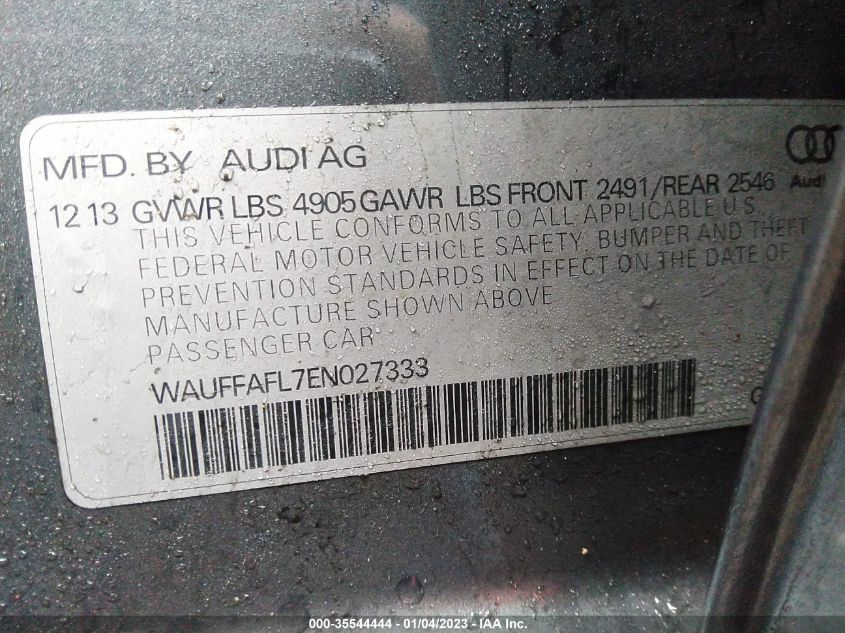 MFD. BY AUDI AG
Audi
12 13 GVWR LBS 4905 GAWR LBS FRONT 2491/REAR 2546
THIS VEHICLE CONFORMS TO ALL APPLICABLE U.S.
FEDERAL MOTOR VEHICLE SAFETY, BUMPER AND THEFT
PREVENTION STANDARDS IN EFFECT ON THE DATE OF
MANUFACTURE SHOWN ABOVE
PASSENGER CAR
WAUFFAFL7EN027333
000-35544444 - 01/04/2023 - IAA Inc.